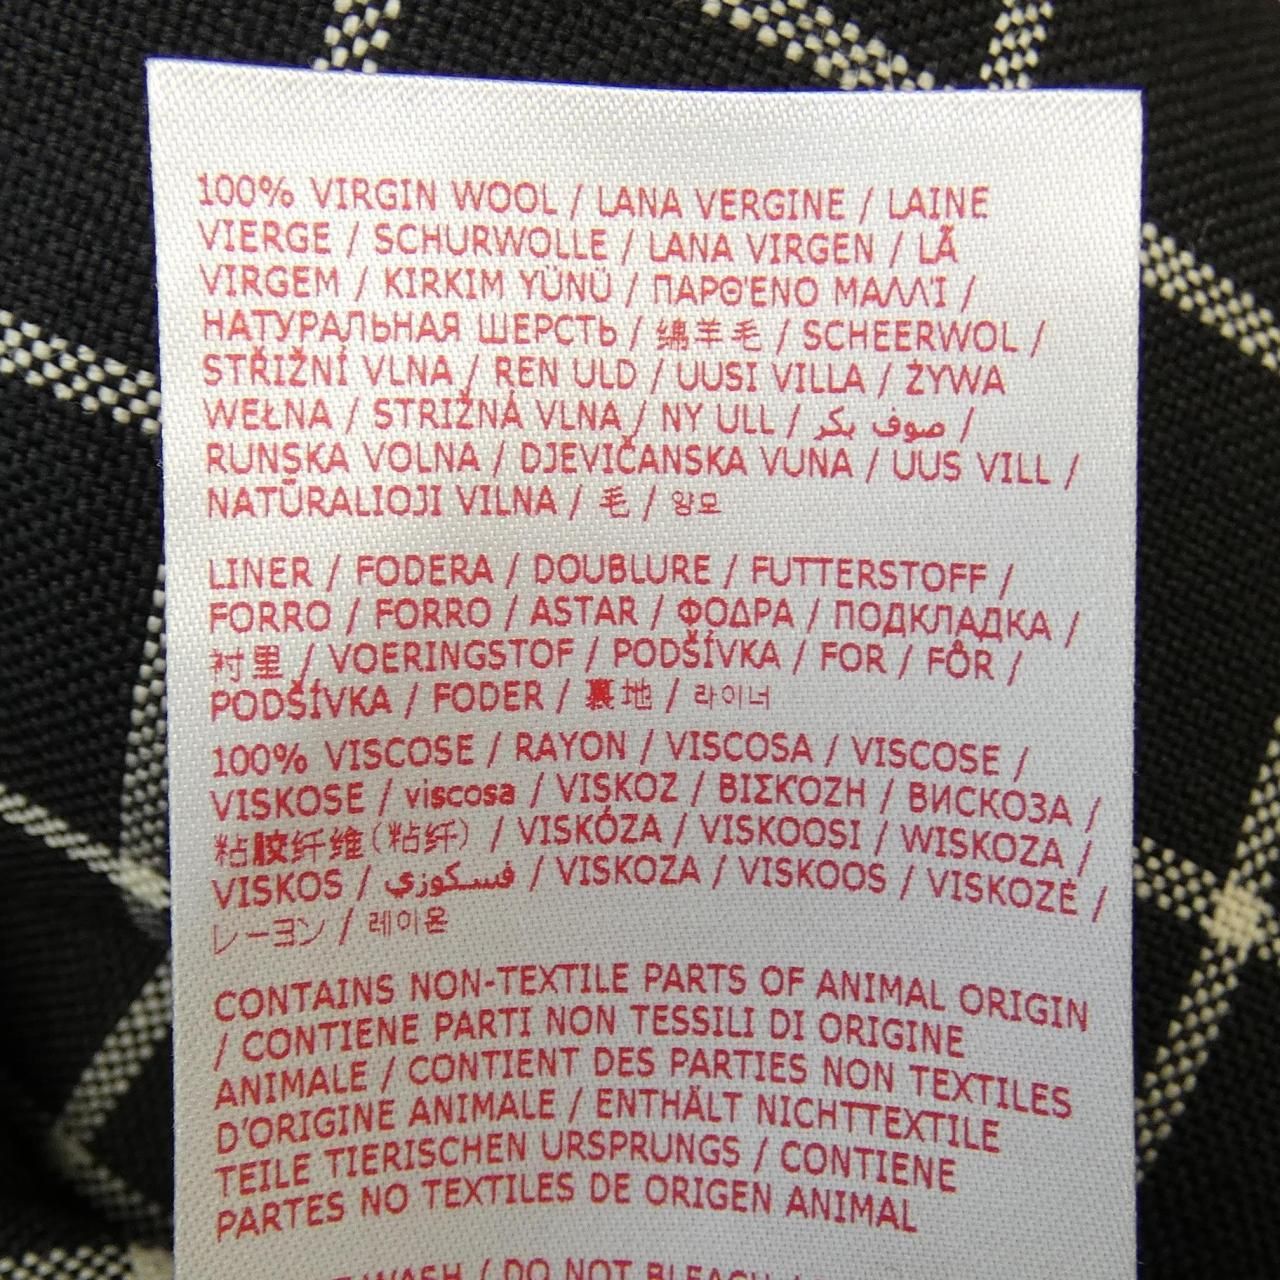 100% VIRGIN WOOL / LANA VERGINE / LAINE
VIERGE / SCHURWOLLE / LANA VIRGEN / LÃ
VIRGEM / KIRKIM YÜNÜ / ΠΑΡΘΈΝΟ ΜΑΛΛΊ /
НАТУРАЛЬНАЯ ШЕРСТЬ / 绵羊毛 / SCHEERWOL /
STŘIŽNÍ VLNA / REN ULD / UUSI VILLA / ŻYWA
WEŁNA / STRIŽNÁ VLNA / NY ULL / صوف بكر /
RUNSKA VOLNA / DJEVIČANSKA VUNA / UUS VILL /
NATŪRALIOJI VILNA / 毛 / 양모
LINER / FODERA / DOUBLURE / FUTTERSTOFF /
FORRO / FORRO / ASTAR / ΦΟΔΡΑ / ПОДКЛАДКА /
衬里 / VOERINGSTOF / PODŠÍVKA / FOR / FÔR /
PODŠÍVKA / FODER / 裏地 / 라이너
100% VISCOSE / RAYON / VISCOSA / VISCOSE /
VISKOSE / viscosa / VISKOZ / ΒΙΣΚΌΖΗ / ВИСКОЗА /
粘胶纤维(粘纤) / VISKÓZA / VISKOOSI / WISKOZA /
VISKOS / فسكوزي / VISKOZA / VISKOOS / VISKOZĖ /
レーヨン / 레이온
CONTAINS NON-TEXTILE PARTS OF ANIMAL ORIGIN
/ CONTIENE PARTI NON TESSILI DI ORIGINE
ANIMALE / CONTIENT DES PARTIES NON TEXTILES
D'ORIGINE ANIMALE / ENTHÄLT NICHTTEXTILE
TEILE TIERISCHEN URSPRUNGS / CONTIENE
PARTES NO TEXTILES DE ORIGEN ANIMAL
WASH / DO NOT BLEACH /